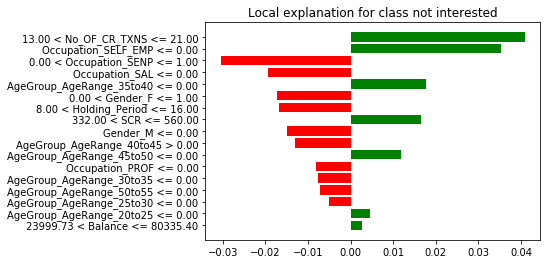 Local explanation for class not interested
13.00 < No_OF_CR_TXNS <= 21.00
Occupation_SELF_EMP <= 0.00
0.00 < Occupation_SENP <= 1.00
Occupation_SAL <= 0.00
AgeGroup_AgeRange_35to40 <= 0.00
0.00 < Gender_F <= 1.00
8.00 < Holding_Period <= 16.00
332.00 < SCR <= 560.00
Gender_M <= 0.00
AgeGroup_AgeRange_40to45 > 0.00
AgeGroup_AgeRange_45to50 <= 0.00
Occupation_PROF <= 0.00
AgeGroup_AgeRange_30to35 <= 0.00
AgeGroup_AgeRange_50to55 <= 0.00
AgeGroup_AgeRange_25to30 <= 0.00
AgeGroup_AgeRange_20to25 <= 0.00
23999.73 < Balance <= 80335.40
−0.03 −0.02 −0.01 0.00 0.01 0.02 0.03 0.04